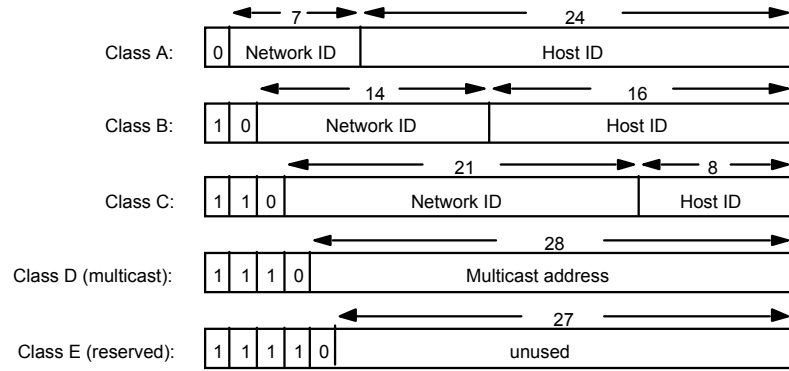 7 24
Class A: 0 Network ID Host ID
14 16
Class B: 1 0 Network ID Host ID
21 8
Class C: 1 1 0 Network ID Host ID
28
Class D (multicast): 1 1 1 0 Multicast address
27
Class E (reserved): 1 1 1 1 0 unused